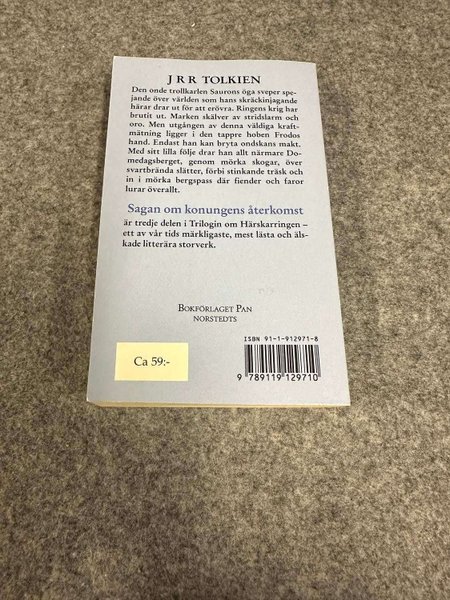 J R R TOLKIEN
Den onde trollkarlen Saurons öga sveper spe-
jande över världen som hans skräckinjagande
härar drar ut för att erövra. Ringens krig har
brutit ut. Marken skälver av stridslarm och
oro. Men utgången av denna väldiga kraft-
mätning ligger i den tappre hoben Frodos
hand. Endast han kan bryta ondskans makt.
Med sitt lilla följe drar han allt närmare Do-
medagsberget, genom mörka skogar, över
svartbrända slätter, förbi stinkande träsk och
in i mörka bergspass där fiender och faror
lurar överallt.
Sagan om konungens återkomst
är tredje delen i Trilogin om Härskarringen –
ett av vår tids märkligaste, mest lästa och äls-
kade litterära storverk.
BOKFÖRLAGET PAN
NORSTEDTS
ISBN 91-1-912971-8
Ca 59:-
9 789119 129710